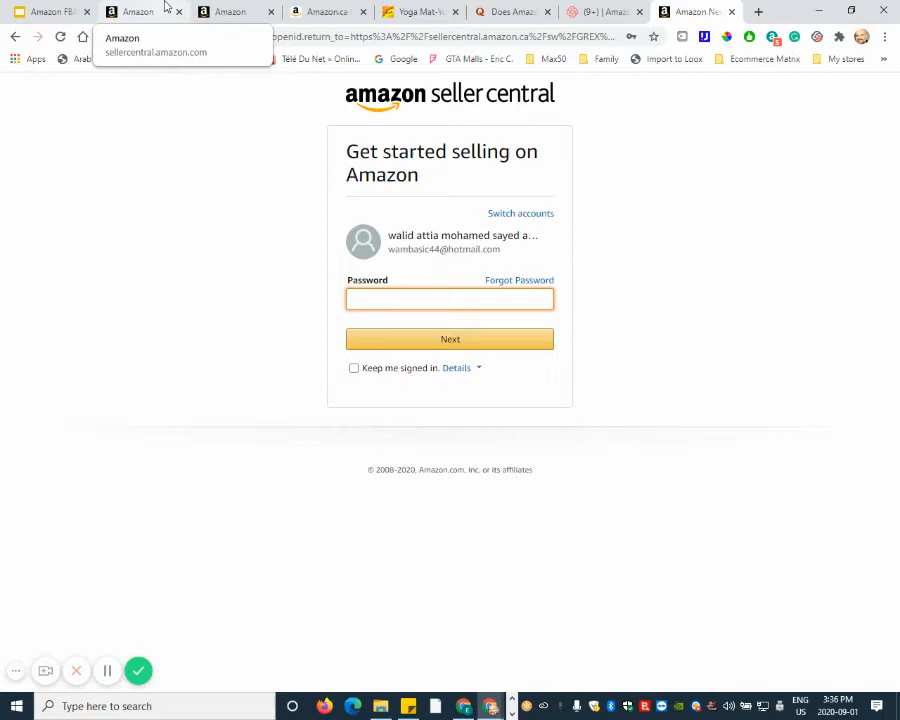 Amazon FBA
Amazon
Amazon
Amazon.ca
Yoga Mat-Yo
Does Amazo
(9+) | Amazo
Amazon Ne
openid.return_to=https%3A%2F%2Fsellercentral.amazon.ca%2Fsw%2FGREX%...
Amazon
sellercentral.amazon.com
Apps
Arab
Télé Du Net » Onlin...
Google
GTA Malls - Eric C.
Max50
Family
Import to Loox
Ecommerce Matrix
My stores
»
amazon seller central
Get started selling on
Amazon
Switch accounts
walid attia mohamed sayed a...
wambasic44@hotmail.com
Password
Forgot Password
Next
Keep me signed in. Details
© 2008-2020, Amazon.com, Inc. or its affiliates
Type here to search
ENG
US
3:36 PM
2020-09-01